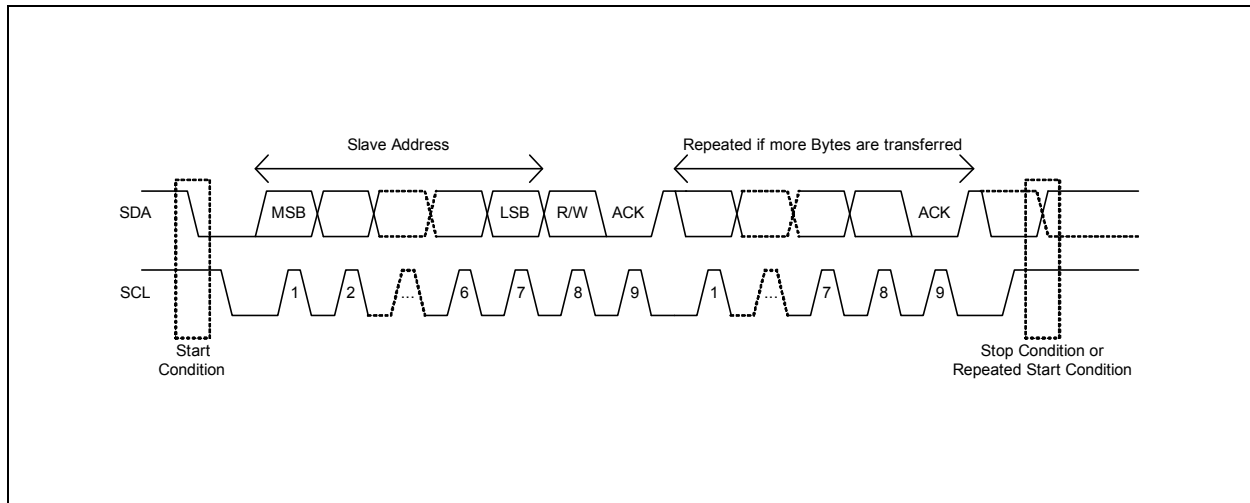 Slave Address
Repeated if more Bytes are transferred
SDA
MSB
LSB
R/W
ACK
ACK
SCL
1
2
...
6
7
8
9
1
...
7
8
9
Start
Condition
Stop Condition or
Repeated Start Condition